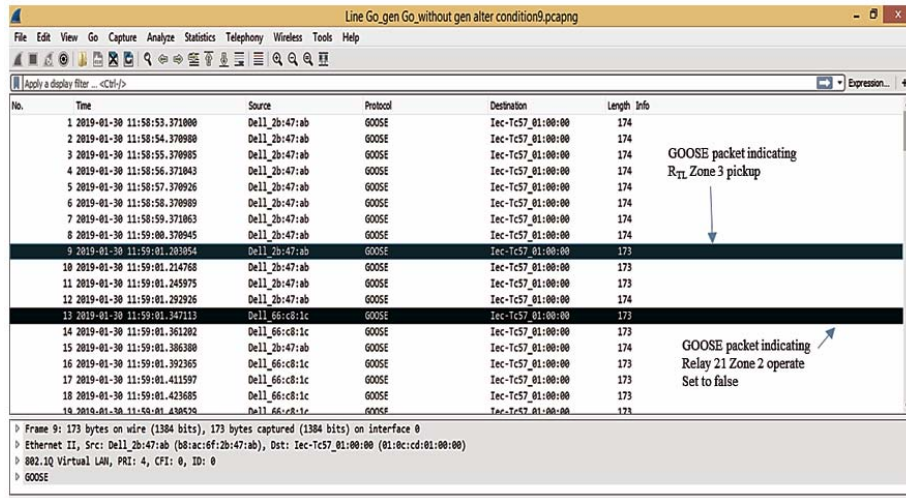 Line Go_gen Go_without gen alter condition9.pcapng
File Edit View Go Capture Analyze Statistics Telephony Wireless Tools Help
Apply a display filter ... <Ctrl-/> Expression... +
No. Time Source Protocol Destination Length Info
1 2019-01-30 11:58:53.371000 Dell_2b:47:ab GOOSE Iec-Tc57_01:00:00 174
2 2019-01-30 11:58:54.370980 Dell_2b:47:ab GOOSE Iec-Tc57_01:00:00 174
3 2019-01-30 11:58:55.370985 Dell_2b:47:ab GOOSE Iec-Tc57_01:00:00 174
4 2019-01-30 11:58:56.371043 Dell_2b:47:ab GOOSE Iec-Tc57_01:00:00 174
5 2019-01-30 11:58:57.370926 Dell_2b:47:ab GOOSE Iec-Tc57_01:00:00 174
6 2019-01-30 11:58:58.370989 Dell_2b:47:ab GOOSE Iec-Tc57_01:00:00 174
7 2019-01-30 11:58:59.371063 Dell_2b:47:ab GOOSE Iec-Tc57_01:00:00 174
8 2019-01-30 11:59:00.370945 Dell_2b:47:ab GOOSE Iec-Tc57_01:00:00 174
9 2019-01-30 11:59:01.203054 Dell_2b:47:ab GOOSE Iec-Tc57_01:00:00 173
10 2019-01-30 11:59:01.214768 Dell_2b:47:ab GOOSE Iec-Tc57_01:00:00 173
11 2019-01-30 11:59:01.245975 Dell_2b:47:ab GOOSE Iec-Tc57_01:00:00 173
12 2019-01-30 11:59:01.292926 Dell_2b:47:ab GOOSE Iec-Tc57_01:00:00 174
13 2019-01-30 11:59:01.347113 Dell_66:c8:1c GOOSE Iec-Tc57_01:00:00 173
14 2019-01-30 11:59:01.361202 Dell_66:c8:1c GOOSE Iec-Tc57_01:00:00 173
15 2019-01-30 11:59:01.386380 Dell_2b:47:ab GOOSE Iec-Tc57_01:00:00 174
16 2019-01-30 11:59:01.392365 Dell_66:c8:1c GOOSE Iec-Tc57_01:00:00 173
17 2019-01-30 11:59:01.411597 Dell_66:c8:1c GOOSE Iec-Tc57_01:00:00 173
18 2019-01-30 11:59:01.423685 Dell_66:c8:1c GOOSE Iec-Tc57_01:00:00 173
19 2019-01-30 11:59:01.430529 Dell_66:c8:1c GOOSE Iec-Tc57_01:00:00 173
GOOSE packet indicating
RTL Zone 3 pickup
GOOSE packet indicating
Relay 21 Zone 2 operate
Set to false
Frame 9: 173 bytes on wire (1384 bits), 173 bytes captured (1384 bits) on interface 0
Ethernet II, Src: Dell_2b:47:ab (b8:ac:6f:2b:47:ab), Dst: Iec-Tc57_01:00:00 (01:0c:cd:01:00:00)
802.1Q Virtual LAN, PRI: 4, CFI: 0, ID: 0
GOOSE